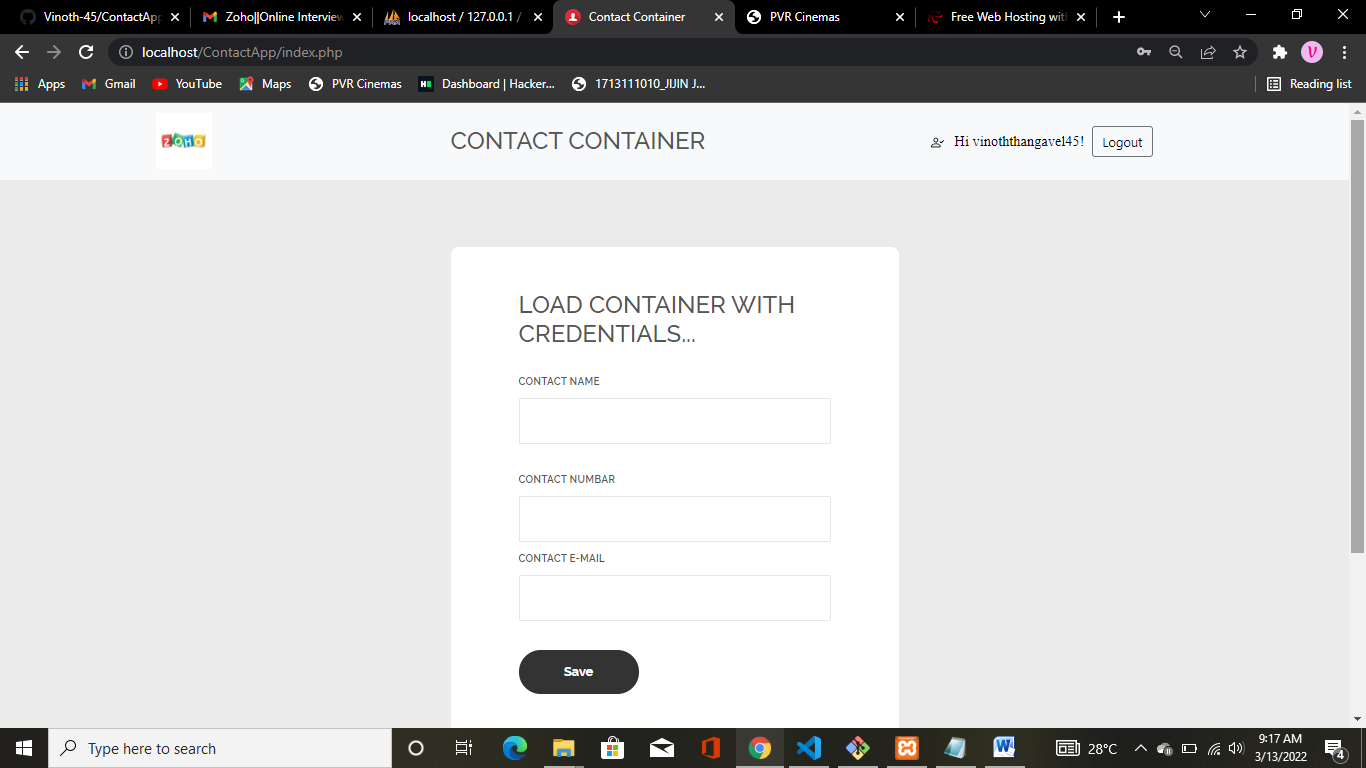 Vinoth-45/ContactApp
Zoho||Online Interview
localhost / 127.0.0.1 /
Contact Container
PVR Cinemas
Free Web Hosting with
localhost/ContactApp/index.php
V
Apps
Gmail
YouTube
Maps
PVR Cinemas
Dashboard | Hacker...
1713111010_JIJIN J...
Reading list
ZOHO
CONTACT CONTAINER
Hi vinoththangavel45!
Logout
LOAD CONTAINER WITH
CREDENTIALS...
CONTACT NAME
CONTACT NUMBAR
CONTACT E-MAIL
Save
Type here to search
28°C
9:17 AM
3/13/2022
4